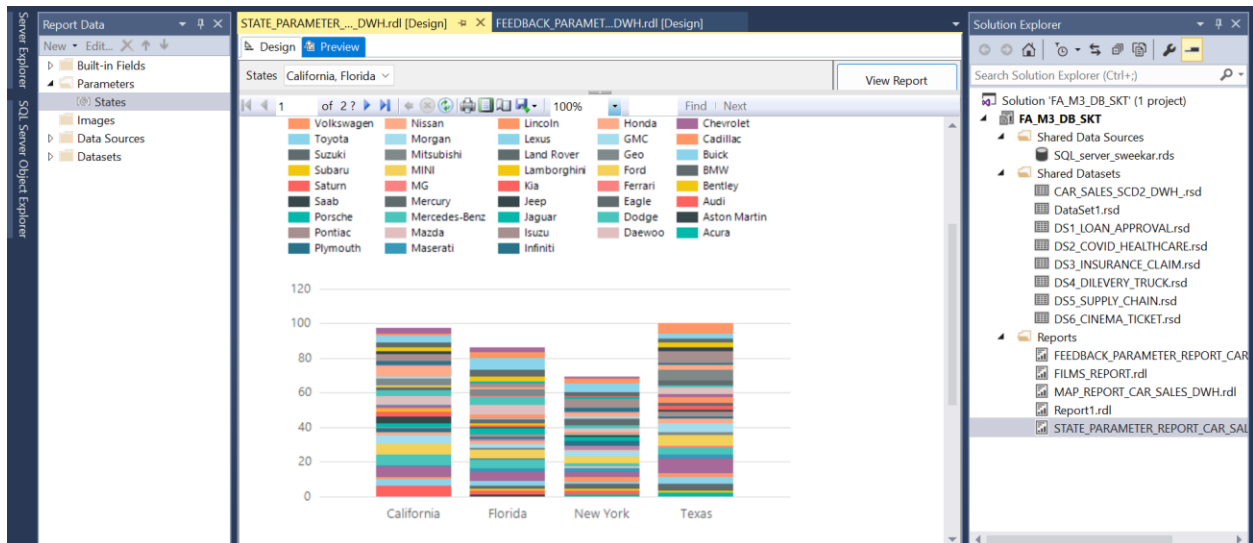 Server Explorer
SQL Server Object Explorer
Report Data
New Edit...
Built-in Fields
Parameters
States
Images
Data Sources
Datasets
STATE_PARAMETER_..._DWH.rdl [Design] FEEDBACK_PARAMET...DWH.rdl [Design]
Design Preview
States California, Florida View Report
1 of 2 ? 100% Find Next
Volkswagen Nissan Lincoln Honda Chevrolet
Toyota Morgan Lexus GMC Cadillac
Suzuki Mitsubishi Land Rover Geo Buick
Subaru MINI Lamborghini Ford BMW
Saturn MG Kia Ferrari Bentley
Saab Mercury Jeep Eagle Audi
Porsche Mercedes-Benz Jaguar Dodge Aston Martin
Pontiac Mazda Isuzu Daewoo Acura
Plymouth Maserati Infiniti
120
100
80
60
40
20
0
California Florida New York Texas
Solution Explorer
Search Solution Explorer (Ctrl+;)
Solution 'FA_M3_DB_SKT' (1 project)
FA_M3_DB_SKT
Shared Data Sources
SQL_server_sweekar.rds
Shared Datasets
CAR_SALES_SCD2_DWH_.rsd
DataSet1.rsd
DS1_LOAN_APPROVAL.rsd
DS2_COVID_HEALTHCARE.rsd
DS3_INSURANCE_CLAIM.rsd
DS4_DILEVERY_TRUCK.rsd
DS5_SUPPLY_CHAIN.rsd
DS6_CINEMA_TICKET.rsd
Reports
FEEDBACK_PARAMETER_REPORT_CAR
FILMS_REPORT.rdl
MAP_REPORT_CAR_SALES_DWH.rdl
Report1.rdl
STATE_PARAMETER_REPORT_CAR_SAL